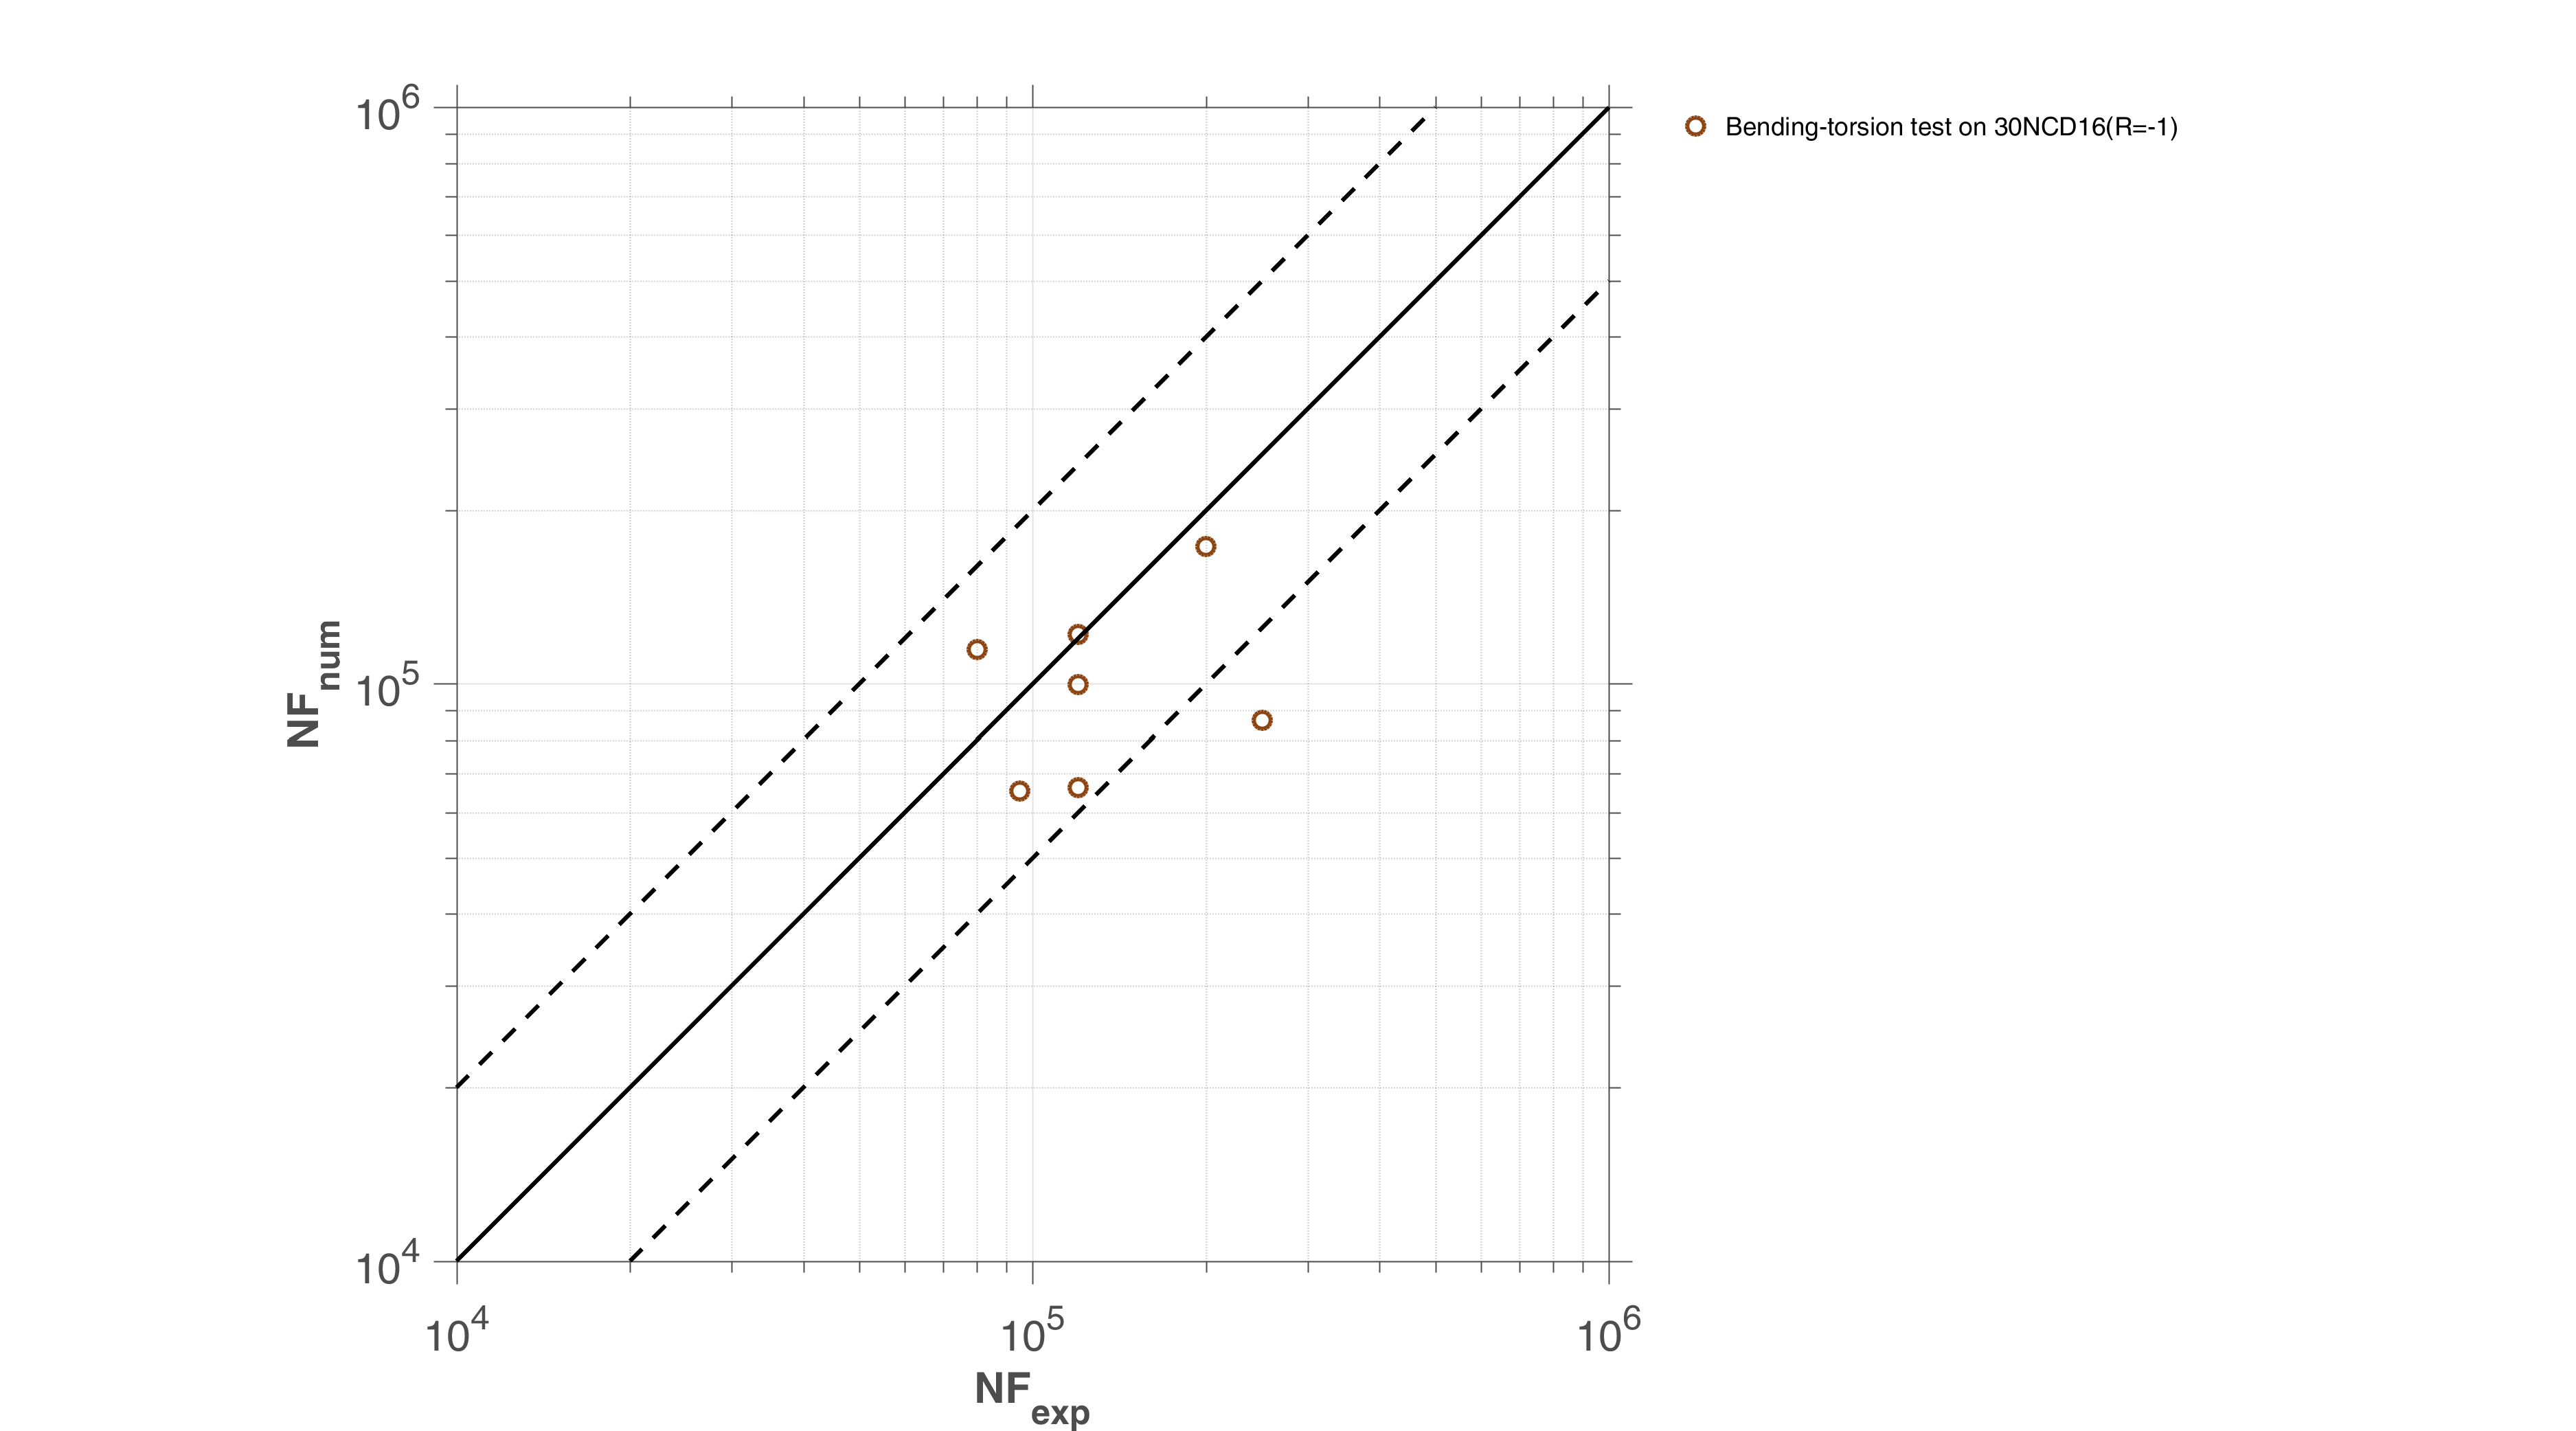 10^6
Bending-torsion test on 30NCD16(R=-1)
NF_num
10^5
10^4
10^4 10^5 10^6
NF_exp